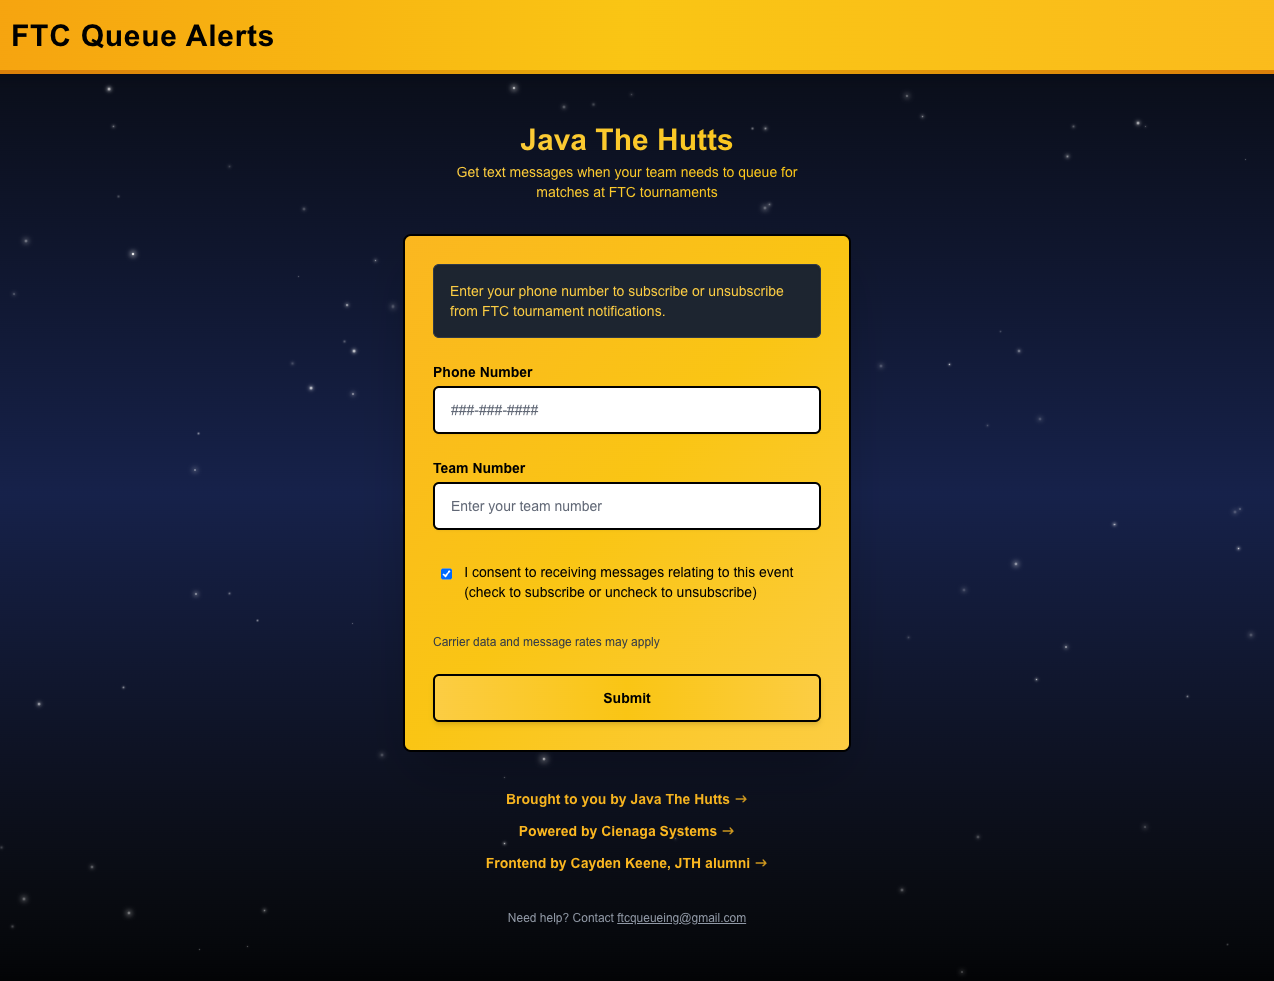 FTC Queue Alerts
Java The Hutts
Get text messages when your team needs to queue for
matches at FTC tournaments
Enter your phone number to subscribe or unsubscribe
from FTC tournament notifications.
Phone Number
###-###-####
Team Number
Enter your team number
I consent to receiving messages relating to this event
(check to subscribe or uncheck to unsubscribe)
Carrier data and message rates may apply
Submit
Brought to you by Java The Hutts →
Powered by Cienaga Systems →
Frontend by Cayden Keene, JTH alumni →
Need help? Contact ftcqueueing@gmail.com